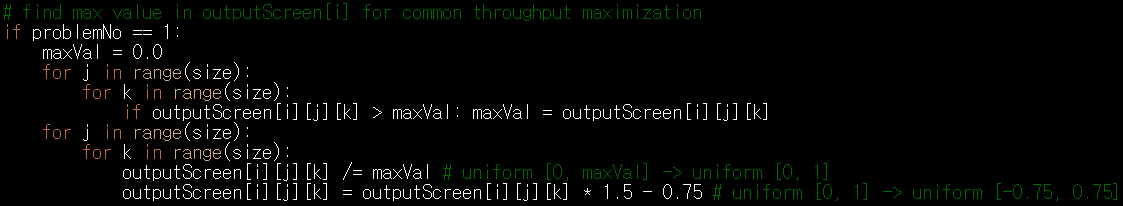 # find max value in outputScreen[i] for common throughput maximization
if problemNo == 1:
    maxVal = 0.0
    for j in range(size):
        for k in range(size):
            if outputScreen[i][j][k] > maxVal: maxVal = outputScreen[i][j][k]
    for j in range(size):
        for k in range(size):
            outputScreen[i][j][k] /= maxVal # uniform [0, maxVal] -> uniform [0, 1]
            outputScreen[i][j][k] = outputScreen[i][j][k] * 1.5 - 0.75 # uniform [0, 1] -> uniform [-0.75, 0.75]